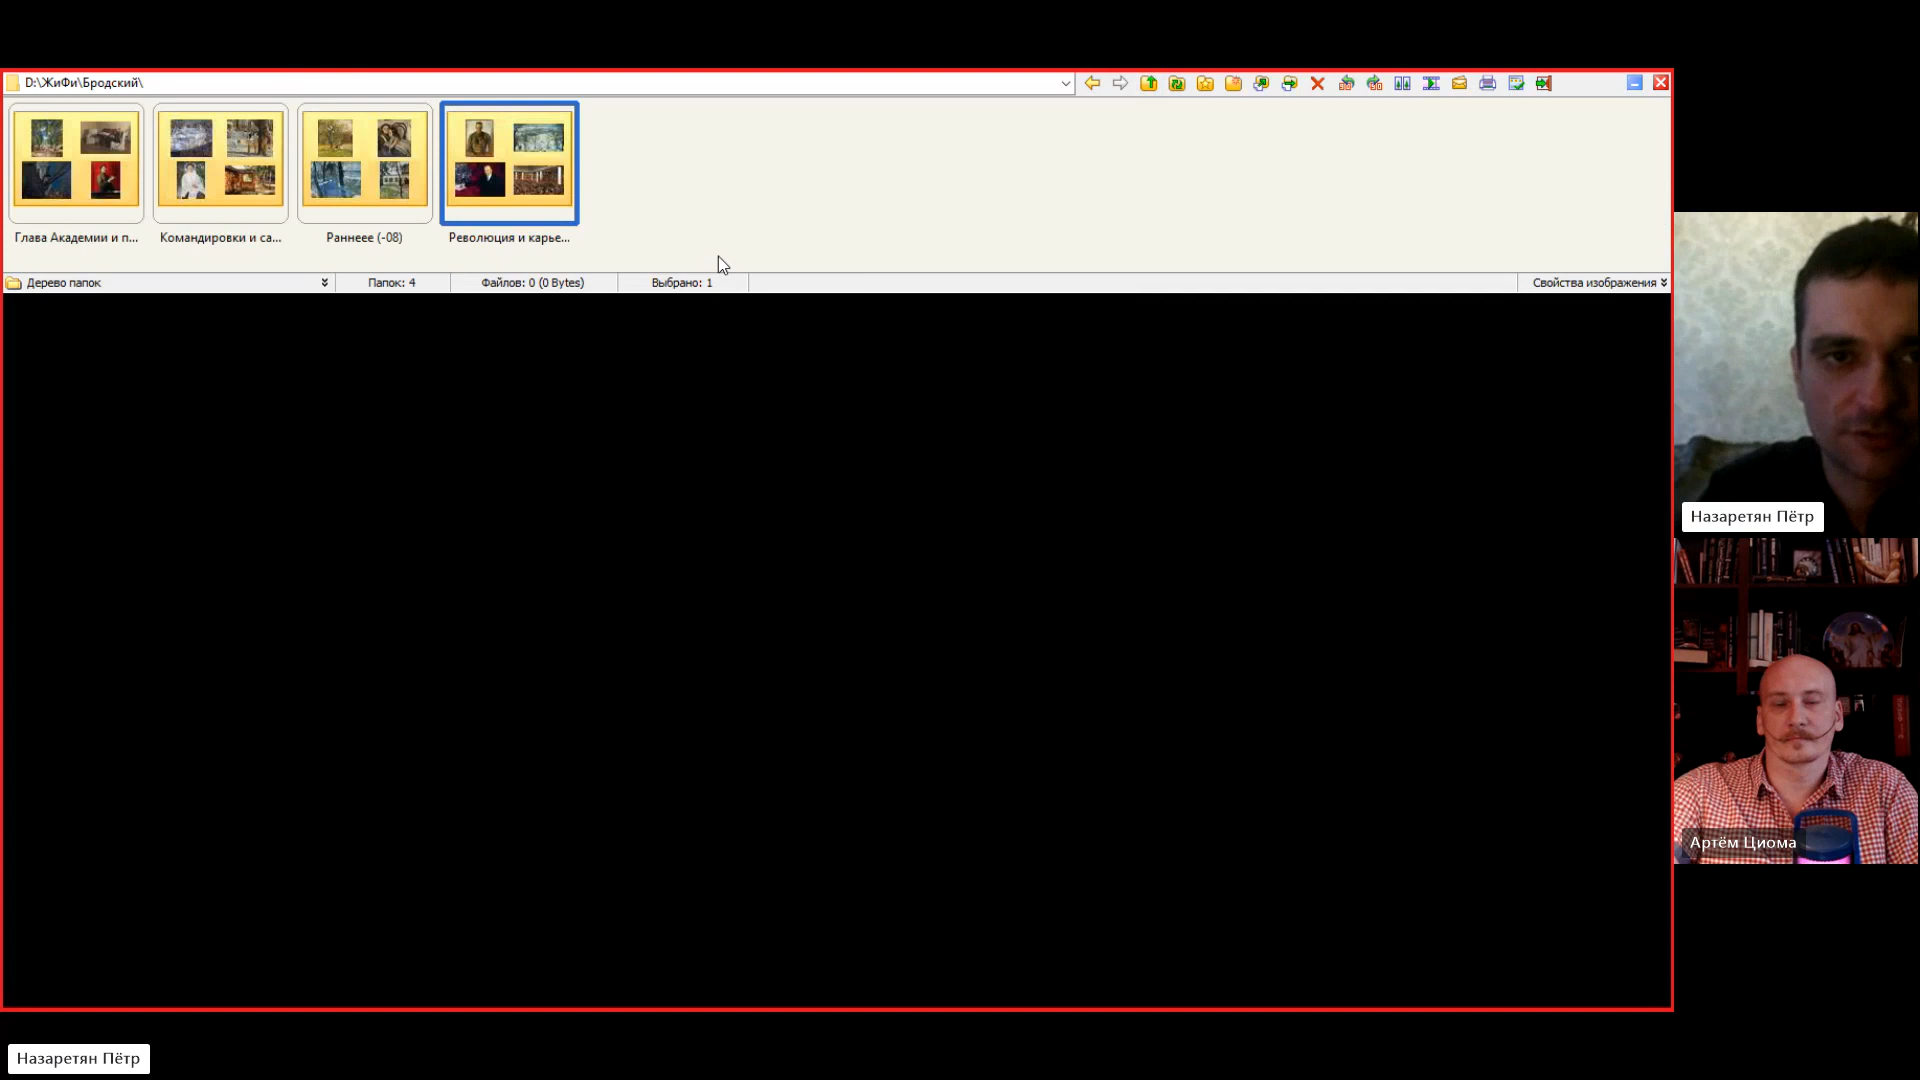 D:\ЖиФи\Бродский\
Глава Академии и п...
Командировки и са...
Раннеее (-08)
Революция и карье...
Дерево папок
Папок: 4
Файлов: 0 (0 Bytes)
Выбрано: 1
Свойства изображения
Назаретян Пётр
Артём Циома
Назаретян Пётр